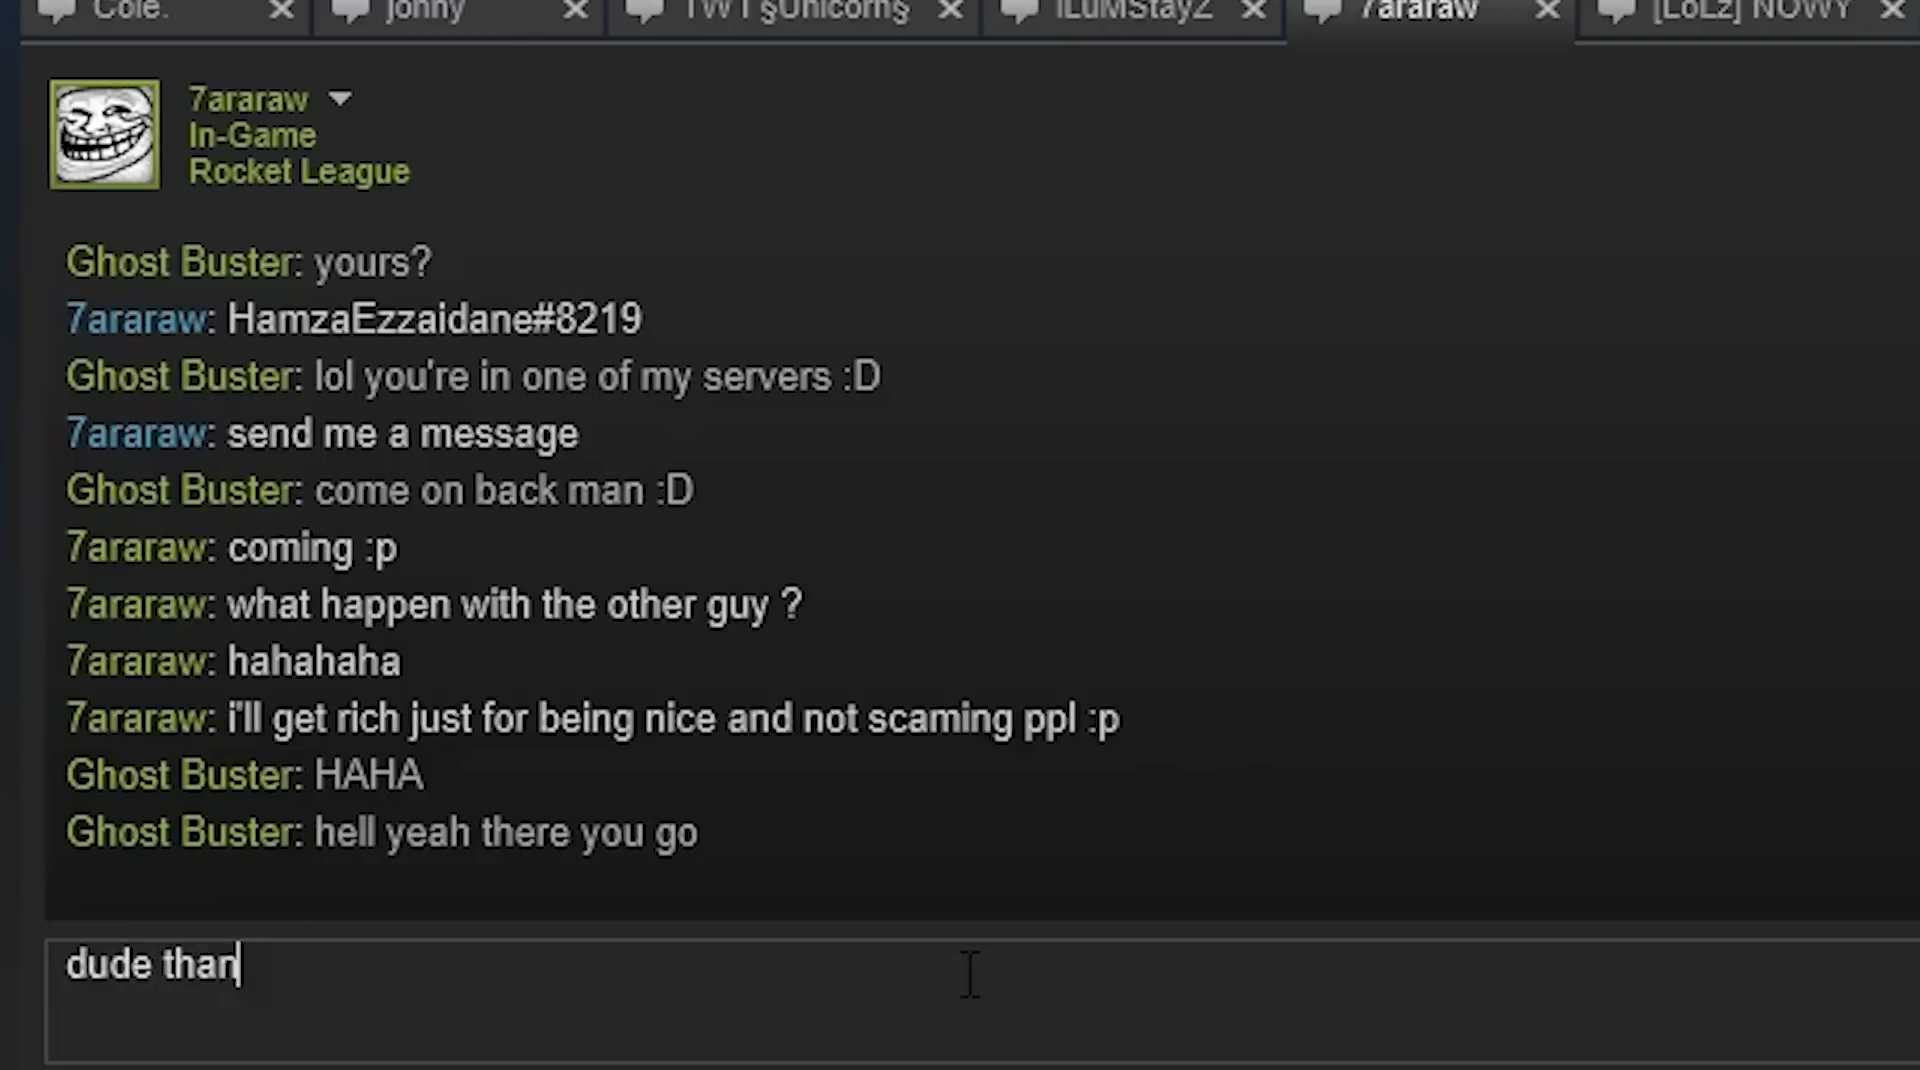 Cole.
jonny
TWT §Unicorn§
iLuMStayZ
7araraw
[LoLz] NOWY
7araraw
In-Game
Rocket League
Ghost Buster: yours?
7araraw: HamzaEzzaidane#8219
Ghost Buster: lol you're in one of my servers :D
7araraw: send me a message
Ghost Buster: come on back man :D
7araraw: coming :p
7araraw: what happen with the other guy ?
7araraw: hahahaha
7araraw: i'll get rich just for being nice and not scaming ppl :p
Ghost Buster: HAHA
Ghost Buster: hell yeah there you go
dude than